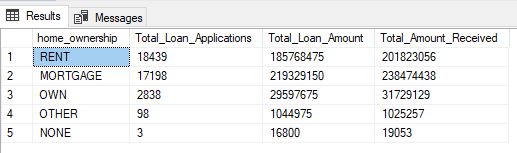 Results Messages
home_ownership Total_Loan_Applications Total_Loan_Amount Total_Amount_Received
1 RENT 18439 185768475 201823056
2 MORTGAGE 17198 219329150 238474438
3 OWN 2838 29597675 31729129
4 OTHER 98 1044975 1025257
5 NONE 3 16800 19053